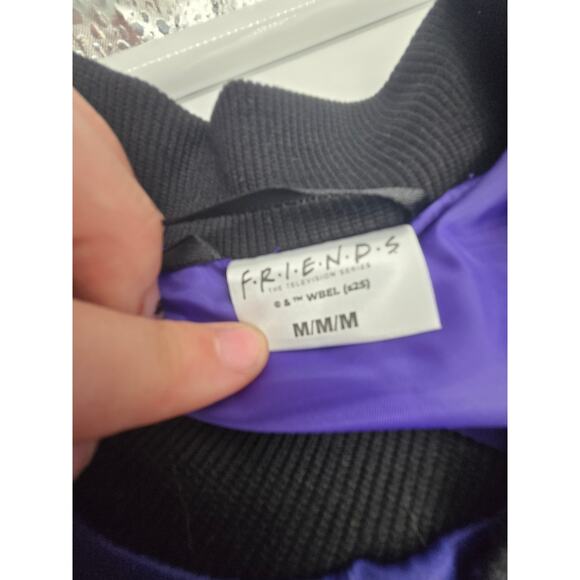 F·R·I·E·N·D·S
THE TELEVISION SERIES
© & ™ WBEI. (s25)
M/M/M